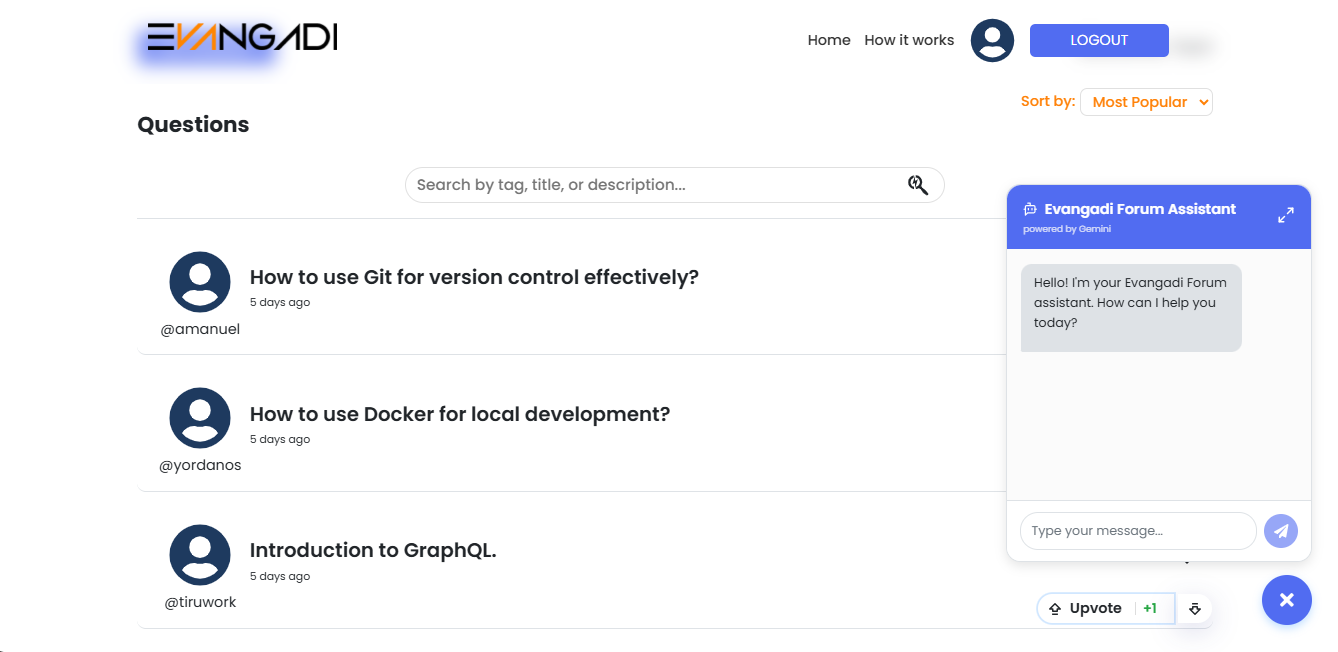 EVANGADI
Home How it works LOGOUT
Sort by: Most Popular
Questions
Search by tag, title, or description...
How to use Git for version control effectively?
5 days ago
@amanuel
How to use Docker for local development?
5 days ago
@yordanos
Introduction to GraphQL.
5 days ago
@tiruwork
Upvote +1
Evangadi Forum Assistant
powered by Gemini
Hello! I'm your Evangadi Forum
assistant. How can I help you
today?
Type your message...